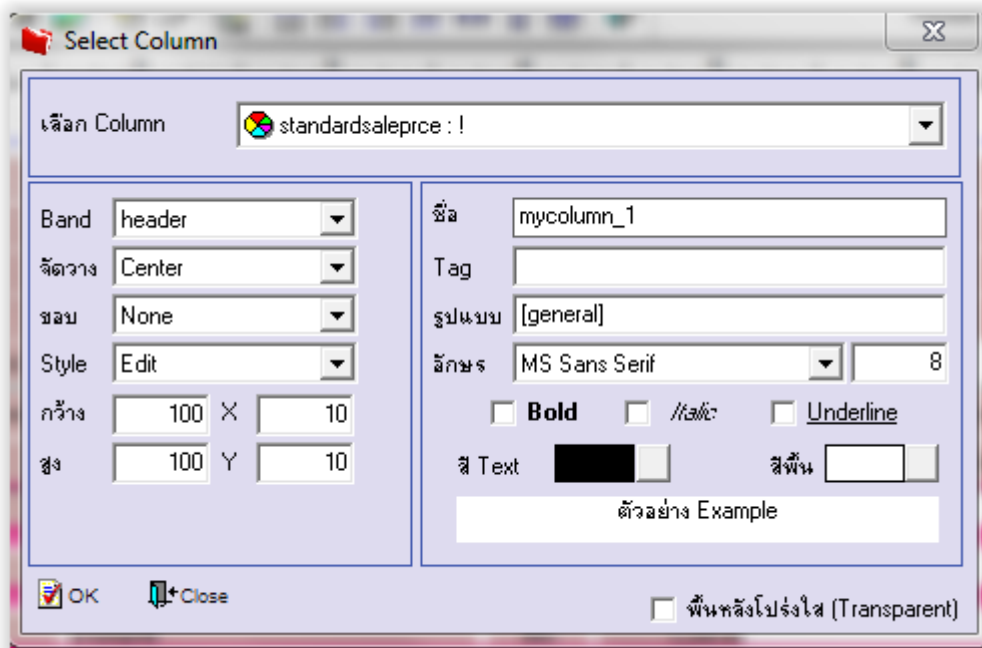 Select Column
เลือก Column standardsaleprce : !
Band header
จัดวาง Center
ขอบ None
Style Edit
กว้าง 100 X 10
สูง 100 Y 10
ชื่อ mycolumn_1
Tag
รูปแบบ [general]
อักษร MS Sans Serif 8
Bold Italic Underline
สี Text สีพื้น
ตัวอย่าง Example
OK Close
พื้นหลังโปร่งใส (Transparent)